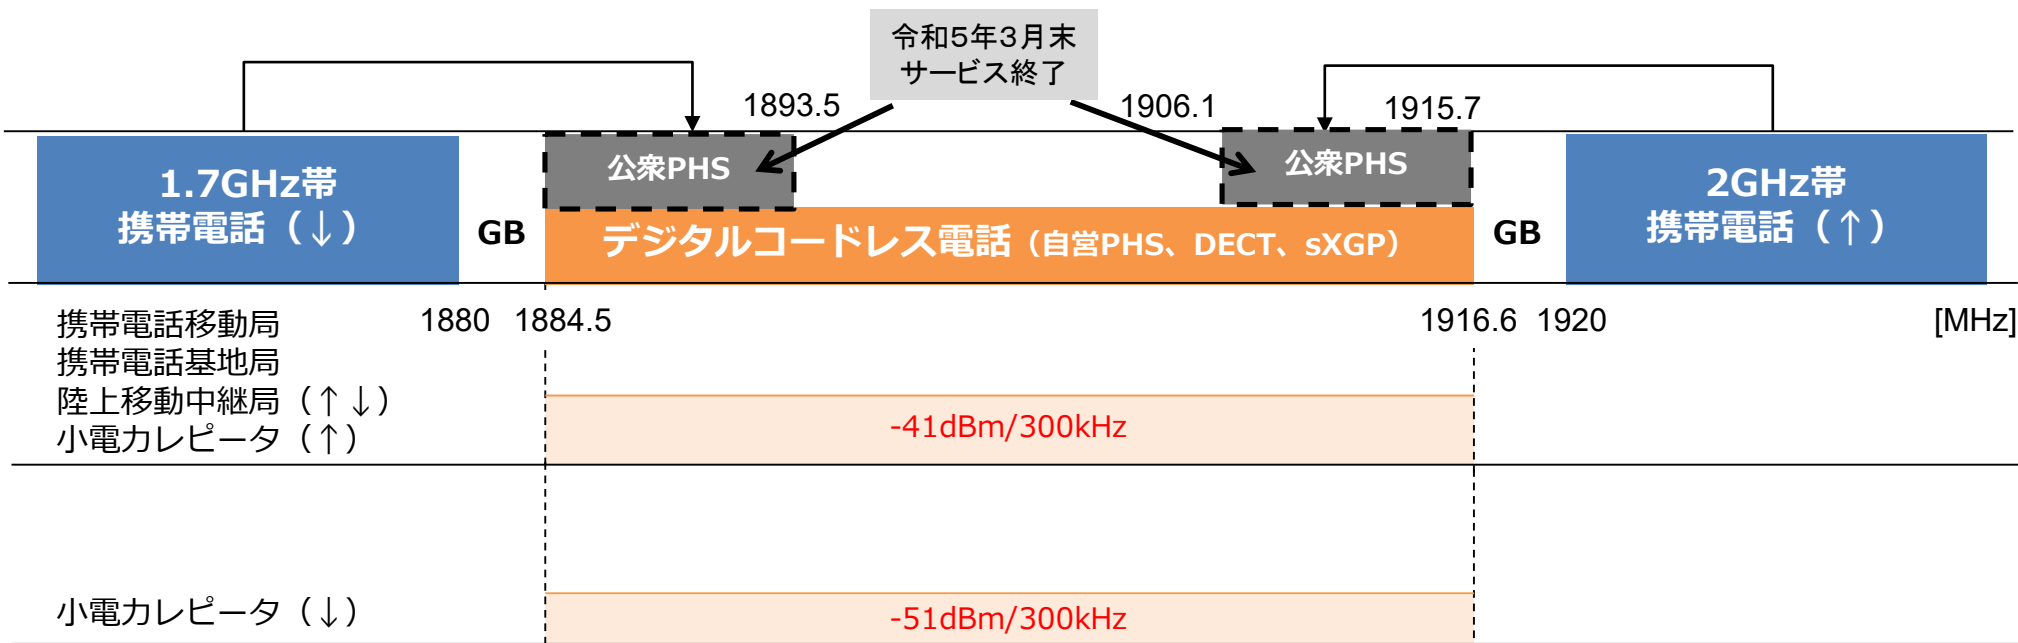 令和5年3月末
サービス終了
1893.5
1906.1
1915.7
公衆PHS
公衆PHS
1.7GHz帯
携帯電話（↓）
GB
デジタルコードレス電話（自営PHS、DECT、sXGP）
GB
2GHz帯
携帯電話（↑）
1880
1884.5
1916.6
1920
[MHz]
携帯電話移動局
携帯電話基地局
陸上移動中継局（↑↓）
小電力レピータ（↑）
-41dBm/300kHz
小電力レピータ（↓）
-51dBm/300kHz